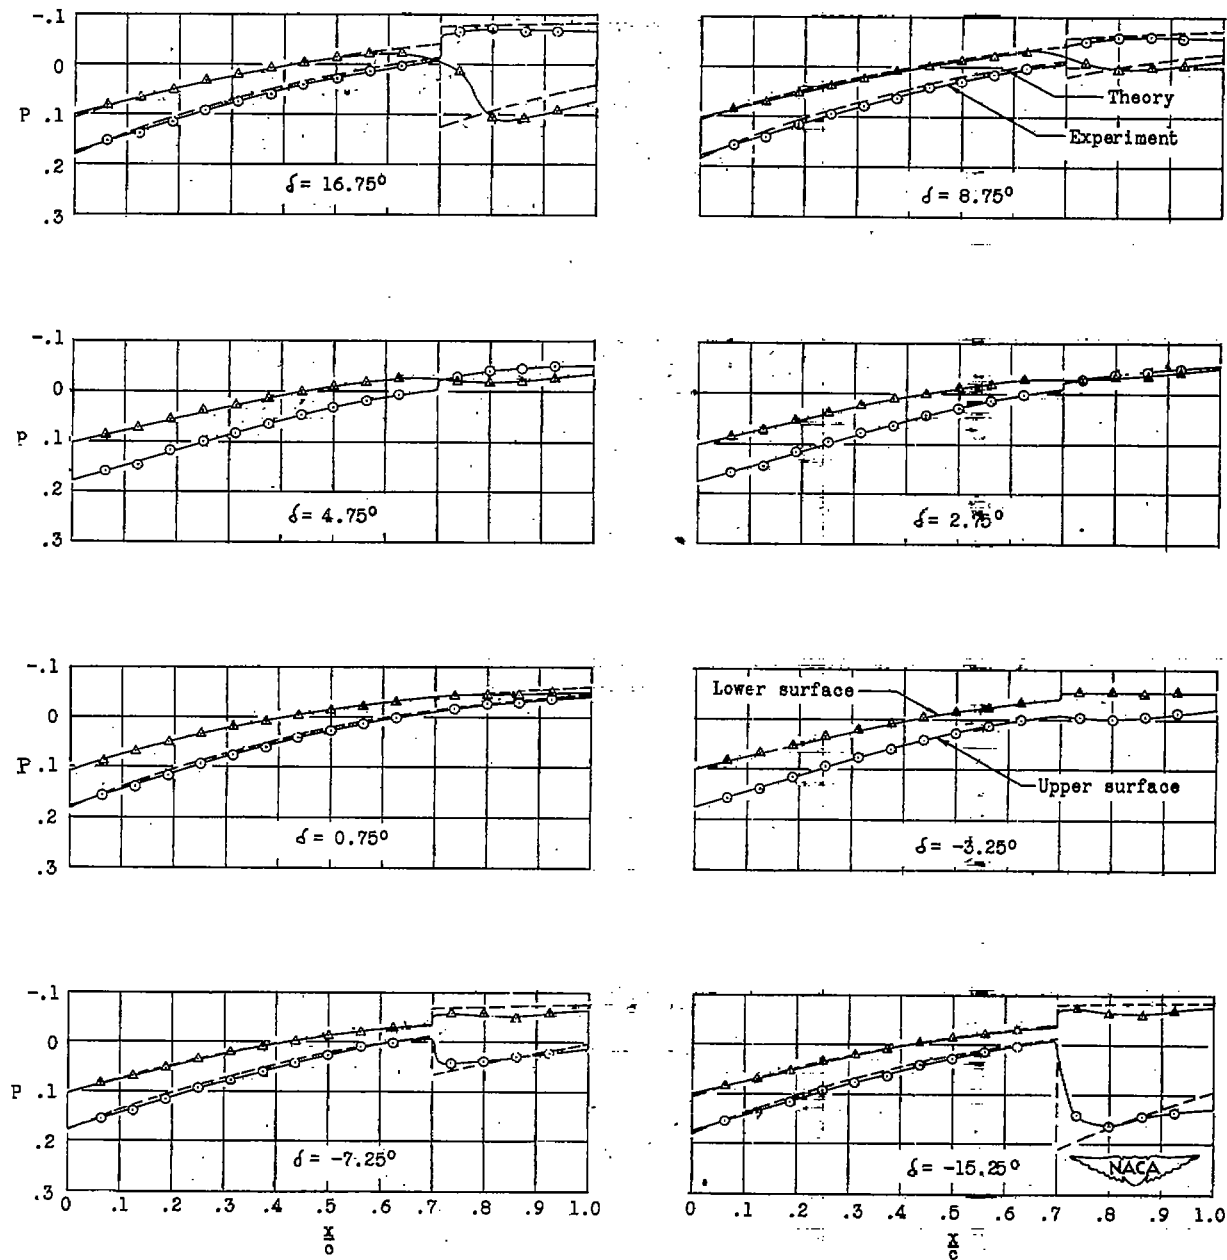 -.1
0
P .1
.2
.3
δ = 16.75°
Theory
Experiment
δ = 8.75°
-.1
0
P .1
.2
.3
δ = 4.75°
δ = 2.75°
-.1
0
P .1
.2
.3
δ = 0.75°
Lower surface
Upper surface
δ = -3.25°
-.1
0
P .1
.2
.3
δ = -7.25°
δ = -15.25°
NACA
0 .1 .2 .3 .4 .5 .6 .7 .8 .9 1.0
x
c
0 .1 .2 .3 .4 .5 .6 .7 .8 .9 1.0
x
c